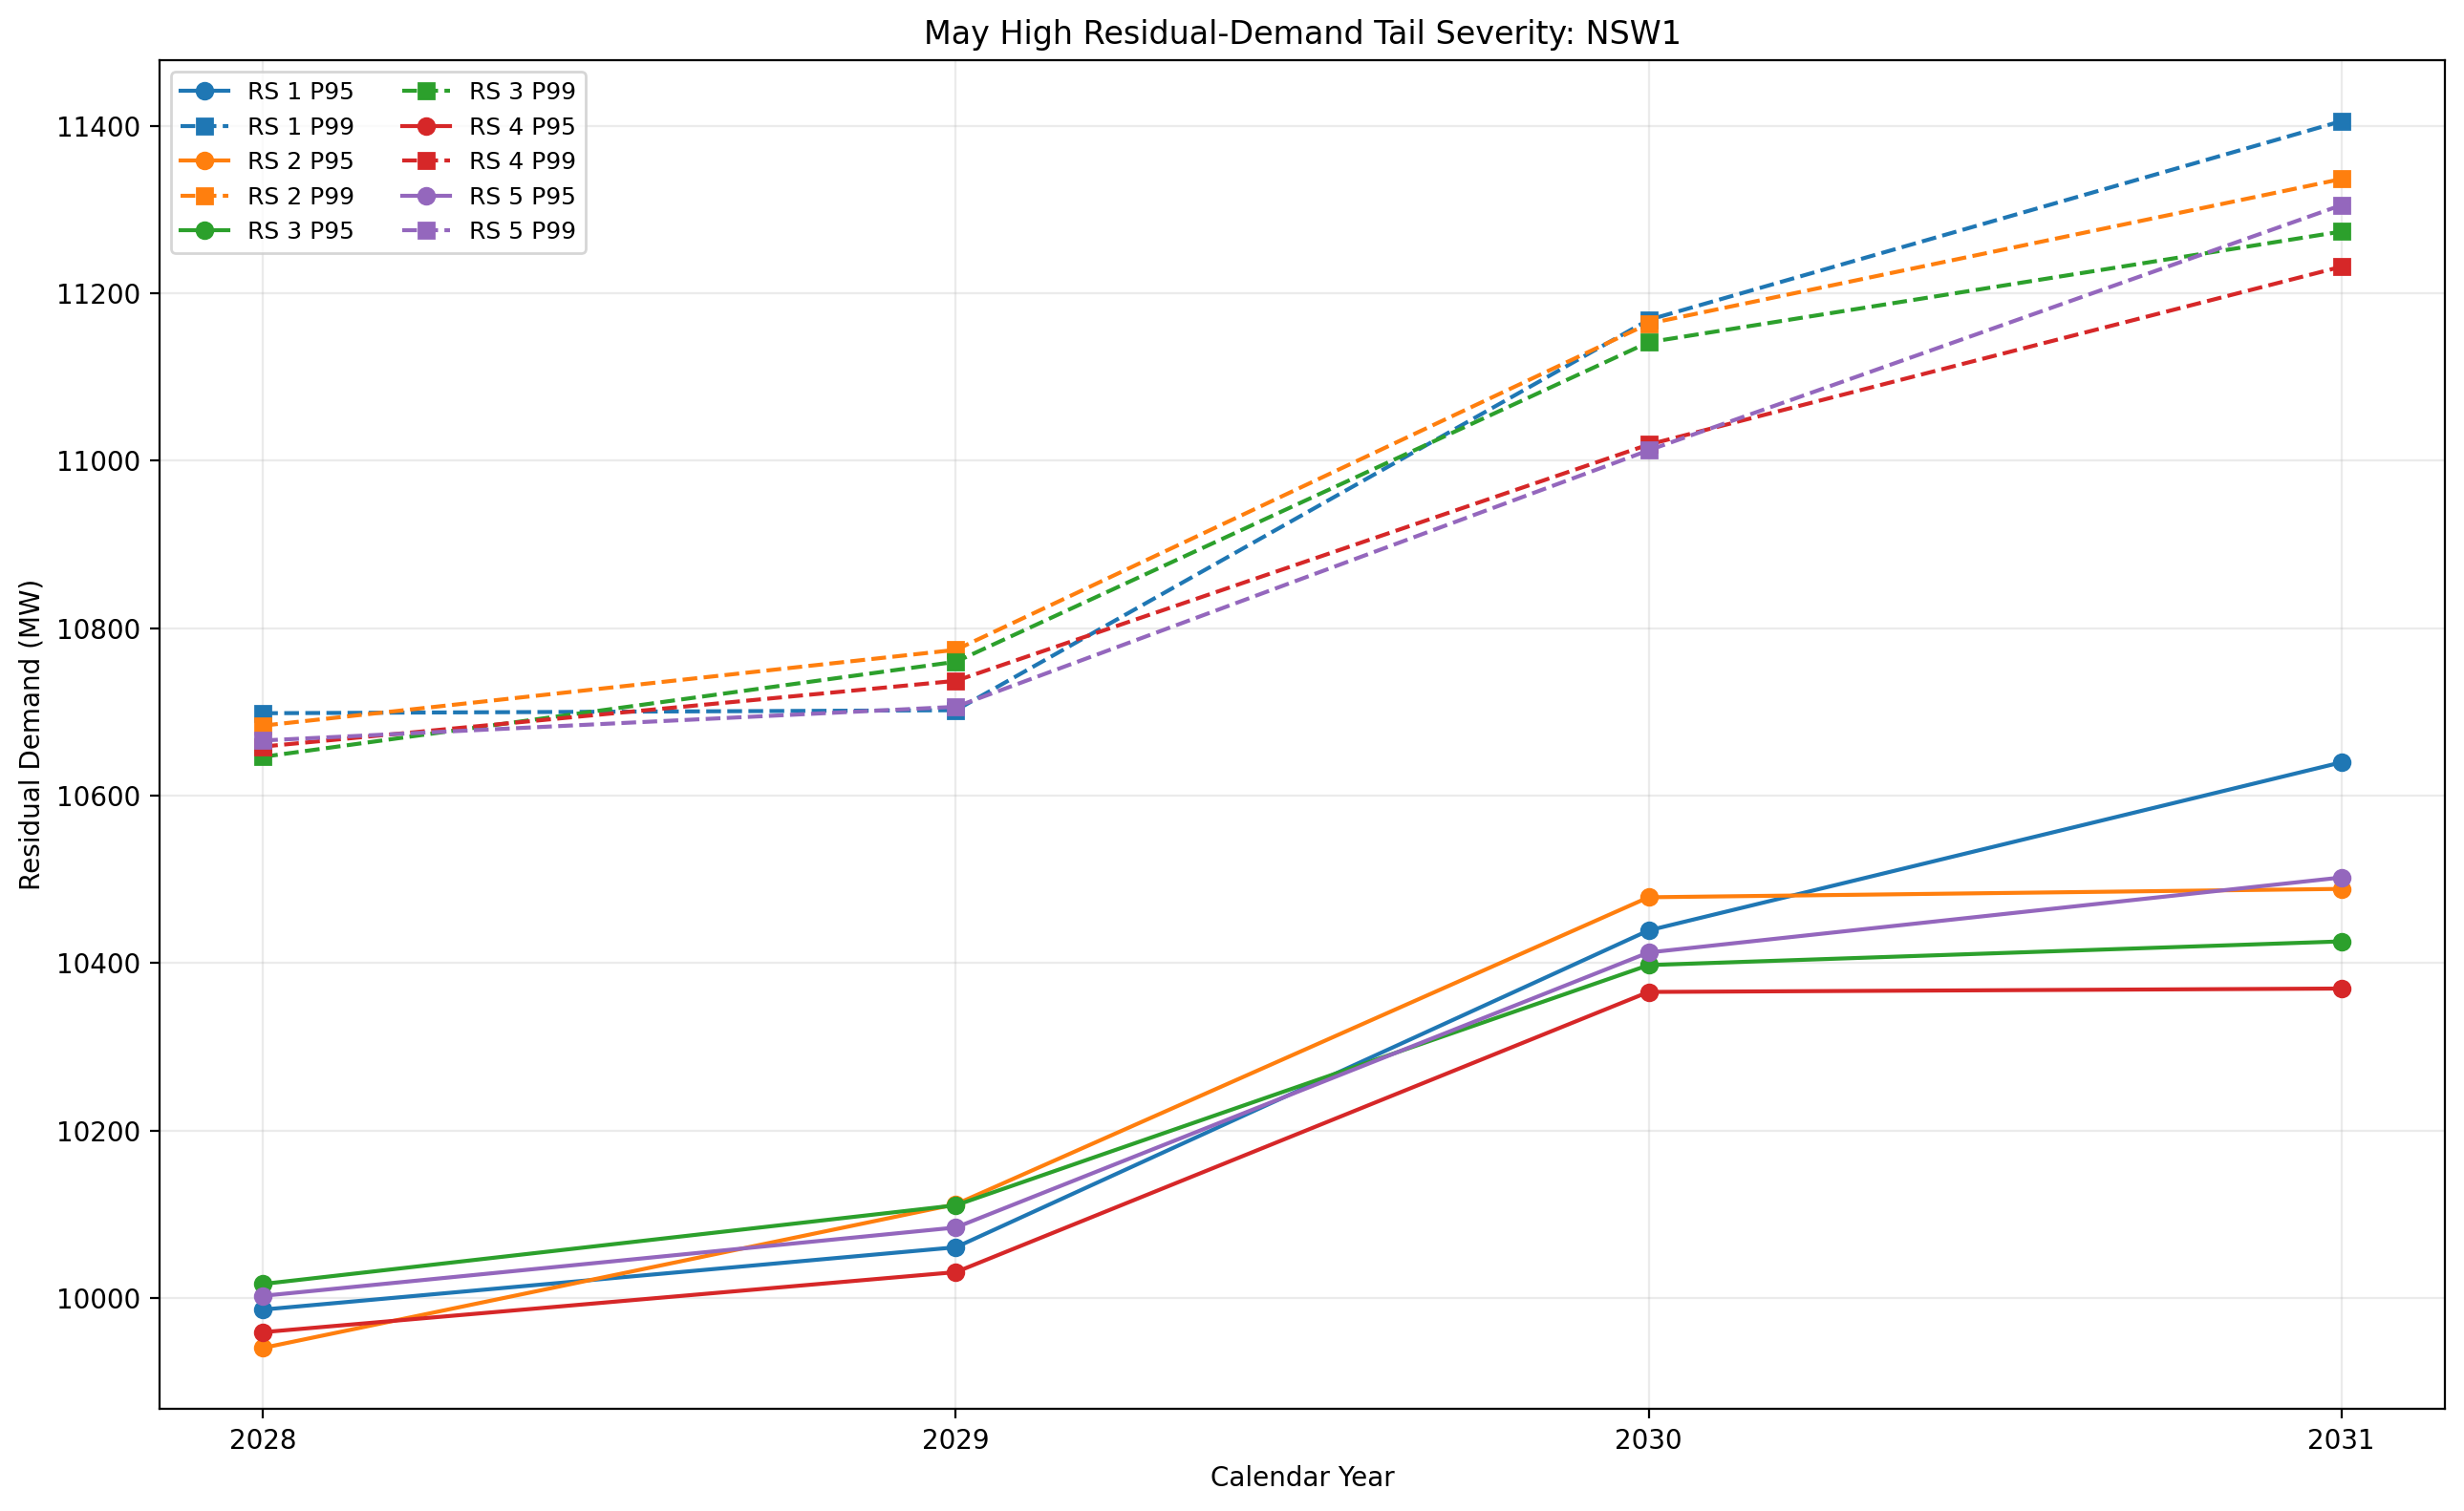 May High Residual-Demand Tail Severity: NSW1
RS 1 P95
RS 1 P99
RS 2 P95
RS 2 P99
RS 3 P95
RS 3 P99
RS 4 P95
RS 4 P99
RS 5 P95
RS 5 P99
Residual Demand (MW)
11400
11200
11000
10800
10600
10400
10200
10000
2028
2029
2030
2031
Calendar Year